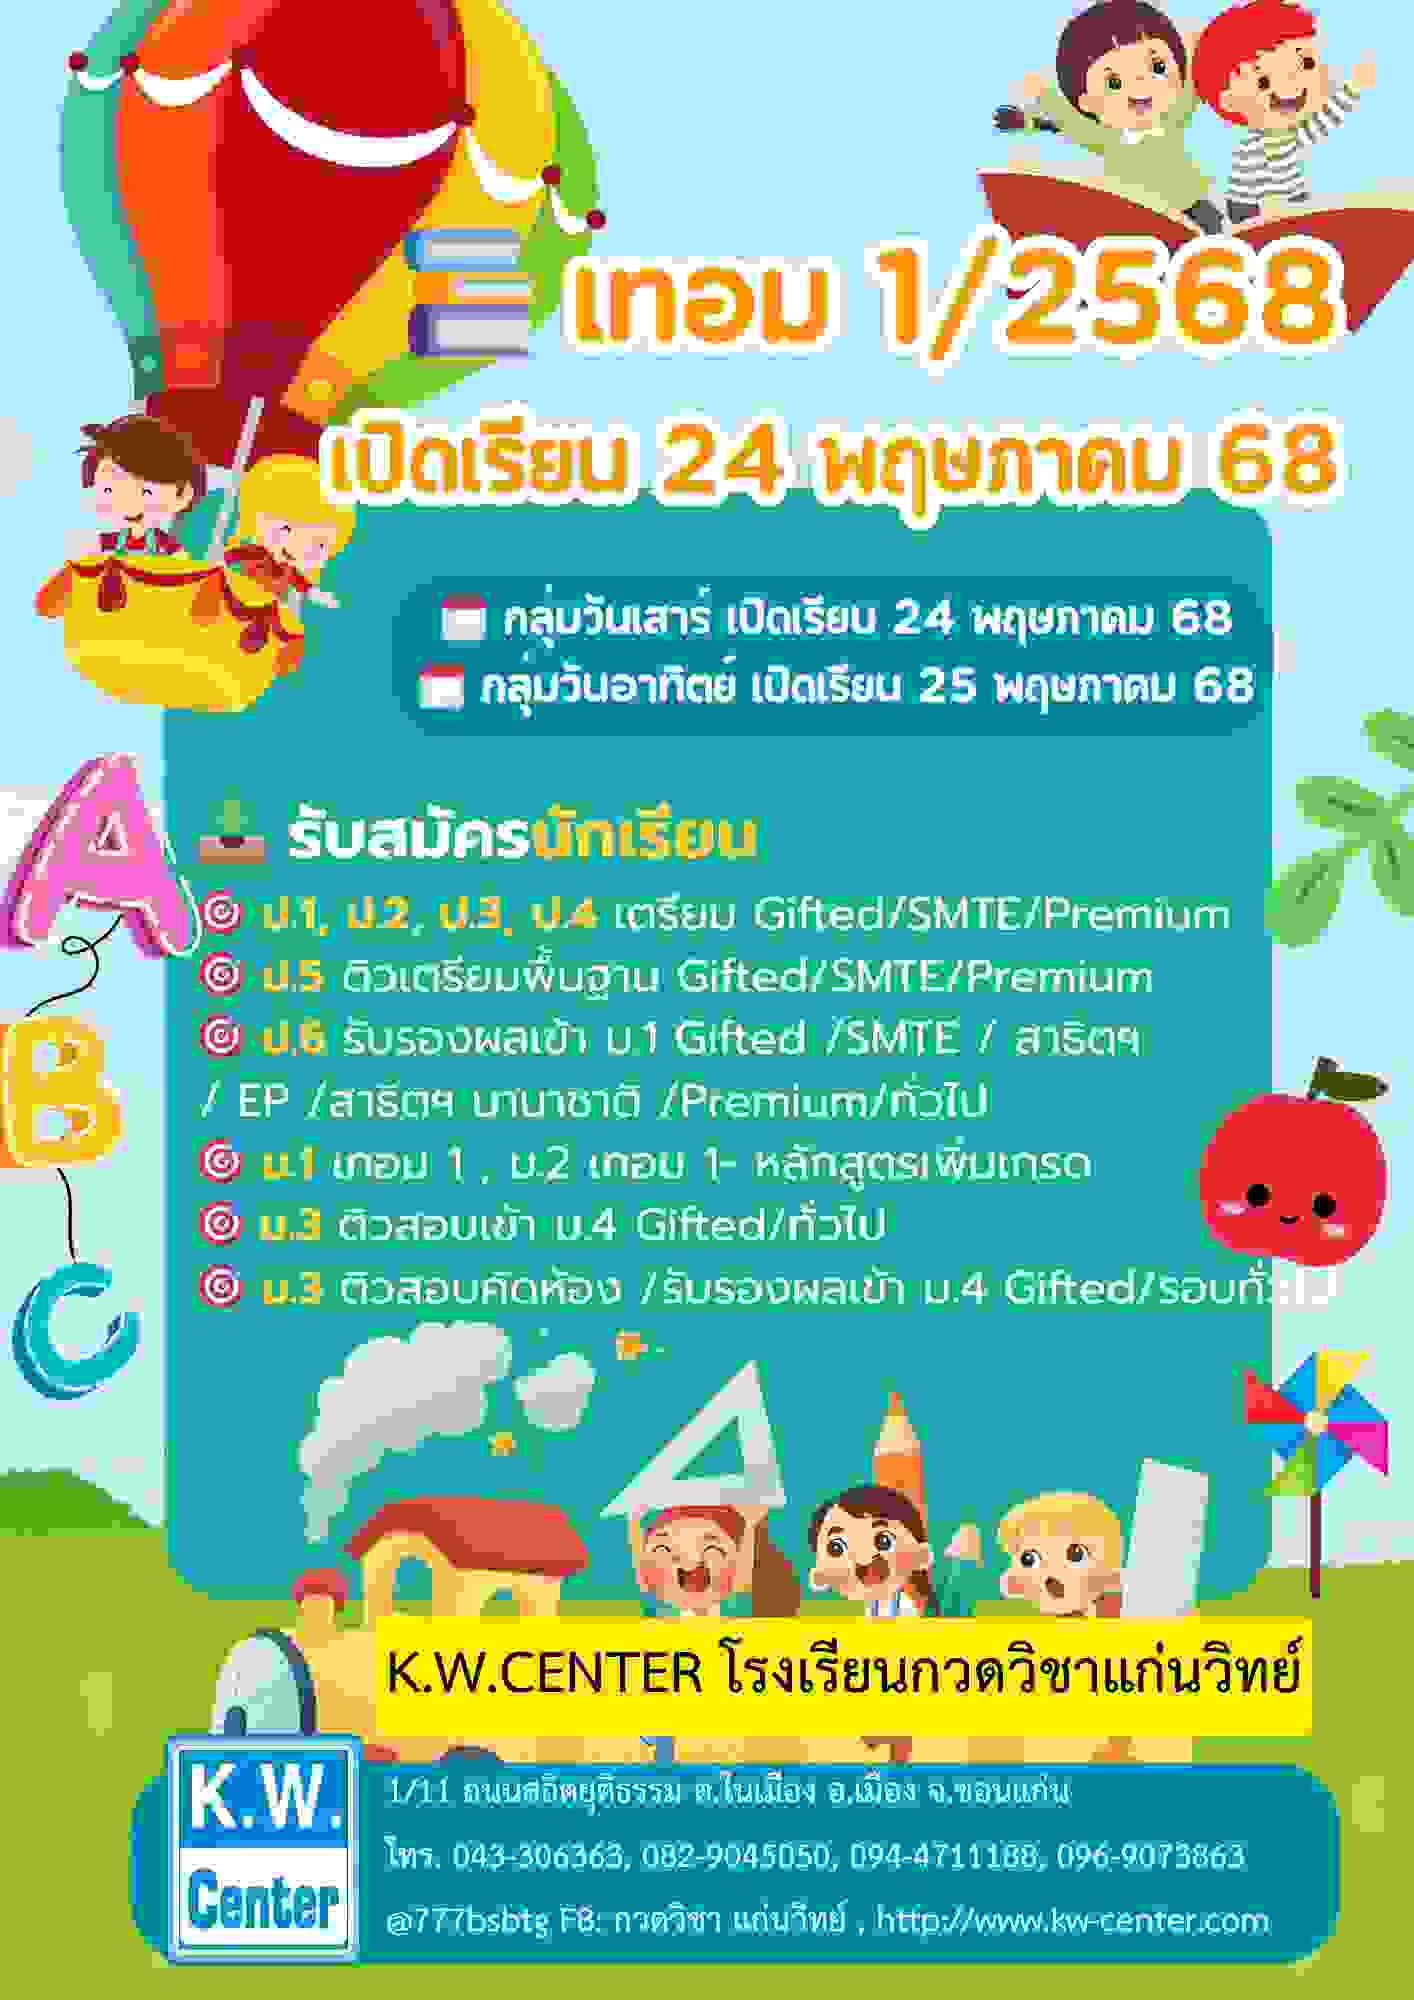 เทอม 1/2568
เปิดเรียน 24 พฤษภาคม 68
กลุ่มวันเสาร์ เปิดเรียน 24 พฤษภาคม 68
กลุ่มวันอาทิตย์ เปิดเรียน 25 พฤษภาคม 68
รับสมัครนักเรียน
ป.1, ป.2, ป.3, ป.4 เตรียม Gifted/SMTE/Premium
ป.5 ติวเตรียมพื้นฐาน Gifted/SMTE/Premium
ป.6 รับรองผลเข้า ม.1 Gifted /SMTE / สาธิตฯ
/ EP /สาธิตฯ นานาชาติ /Premium/ทั่วไป
ม.1 เทอม 1 , ม.2 เทอม 1- หลักสูตรเพิ่มเกรด
ม.3 ติวสอบเข้า ม.4 Gifted/ทั่วไป
ม.3 ติวสอบคัดห้อง /รับรองผลเข้า ม.4 Gifted/รอบทั่วไป
A
B
C
K.W.CENTER โรงเรียนกวดวิชาแก่นวิทย์
K.W.
Center
1/11 ถนนสถิตยุติธรรม ต.ในเมือง อ.เมือง จ.ขอนแก่น
โทร. 043-306363, 082-9045050, 094-4711188, 096-9073863
@777bsbtg FB: กวดวิชา แก่นวิทย์ , http://www.kw-center.com